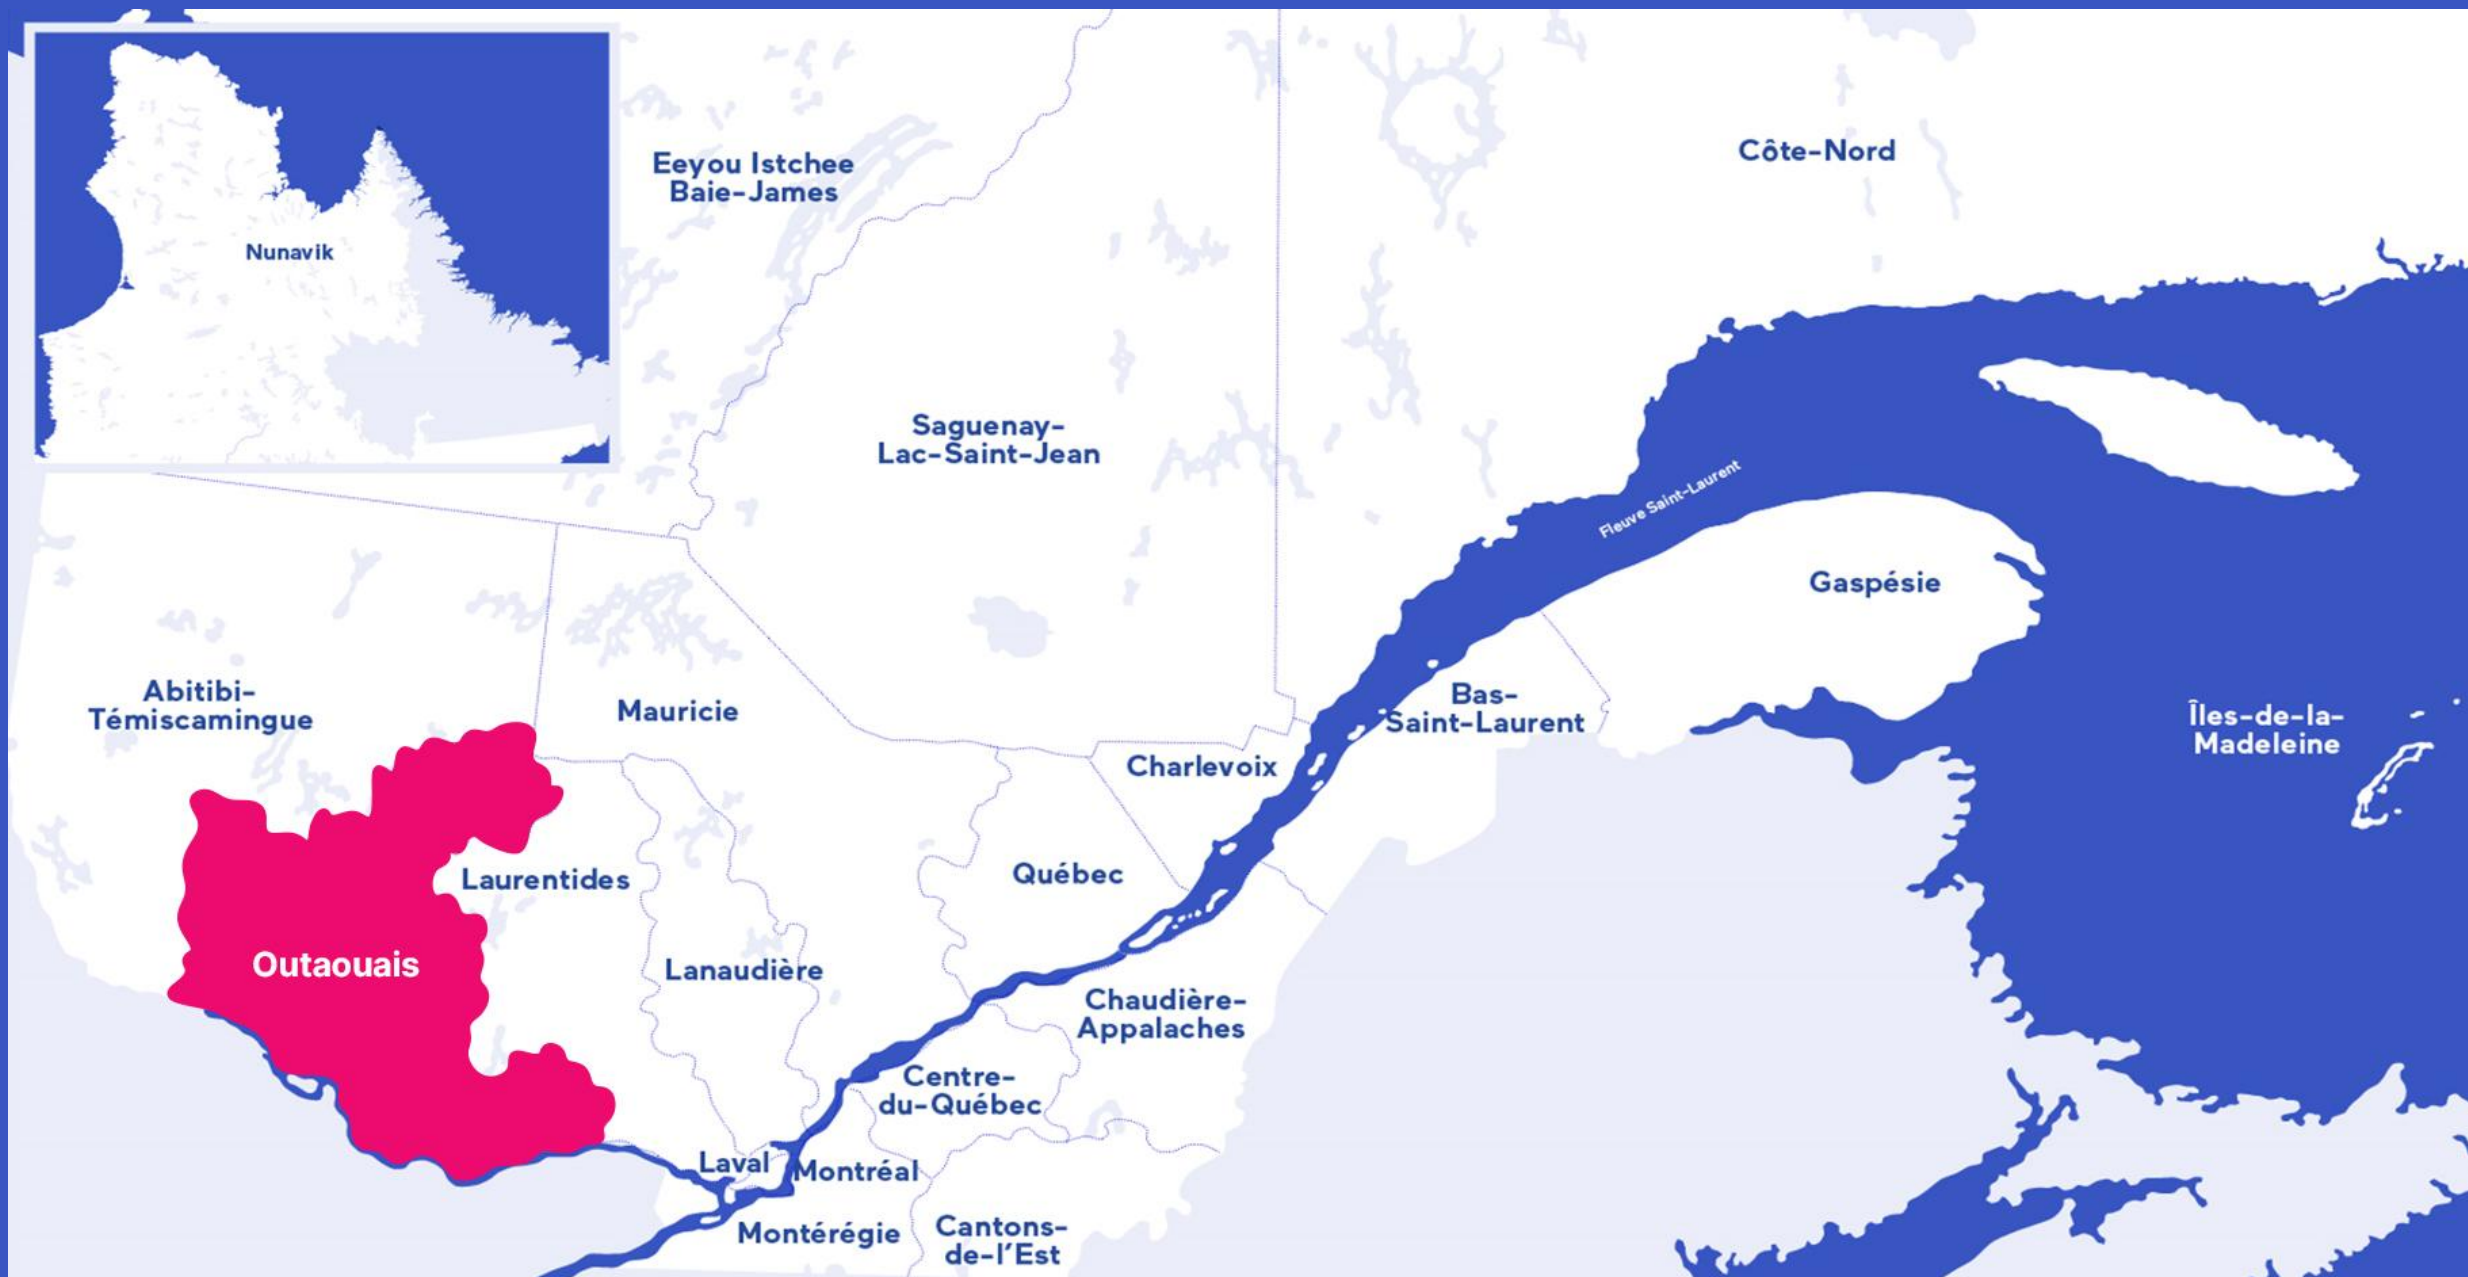 Eeyou Istchee
Baie-James
Côte-Nord
Nunavik
Saguenay-
Lac-Saint-Jean
Fleuve Saint-Laurent
Gaspésie
Abitibi-
Témiscamingue
Mauricie
Bas-
Saint-Laurent
Îles-de-la-
Madeleine
Charlevoix
Laurentides
Québec
Outaouais
Lanaudière
Chaudière-
Appalaches
Centre-
du-Québec
Laval
Montréal
Montérégie
Cantons-
de-l'Est